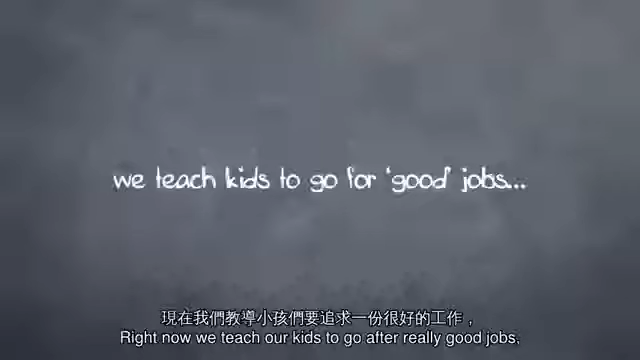 we teach kids to go for 'good' jobs...
現在我們教導小孩們要追求一份很好的工作，
Right now we teach our kids to go after really good jobs,